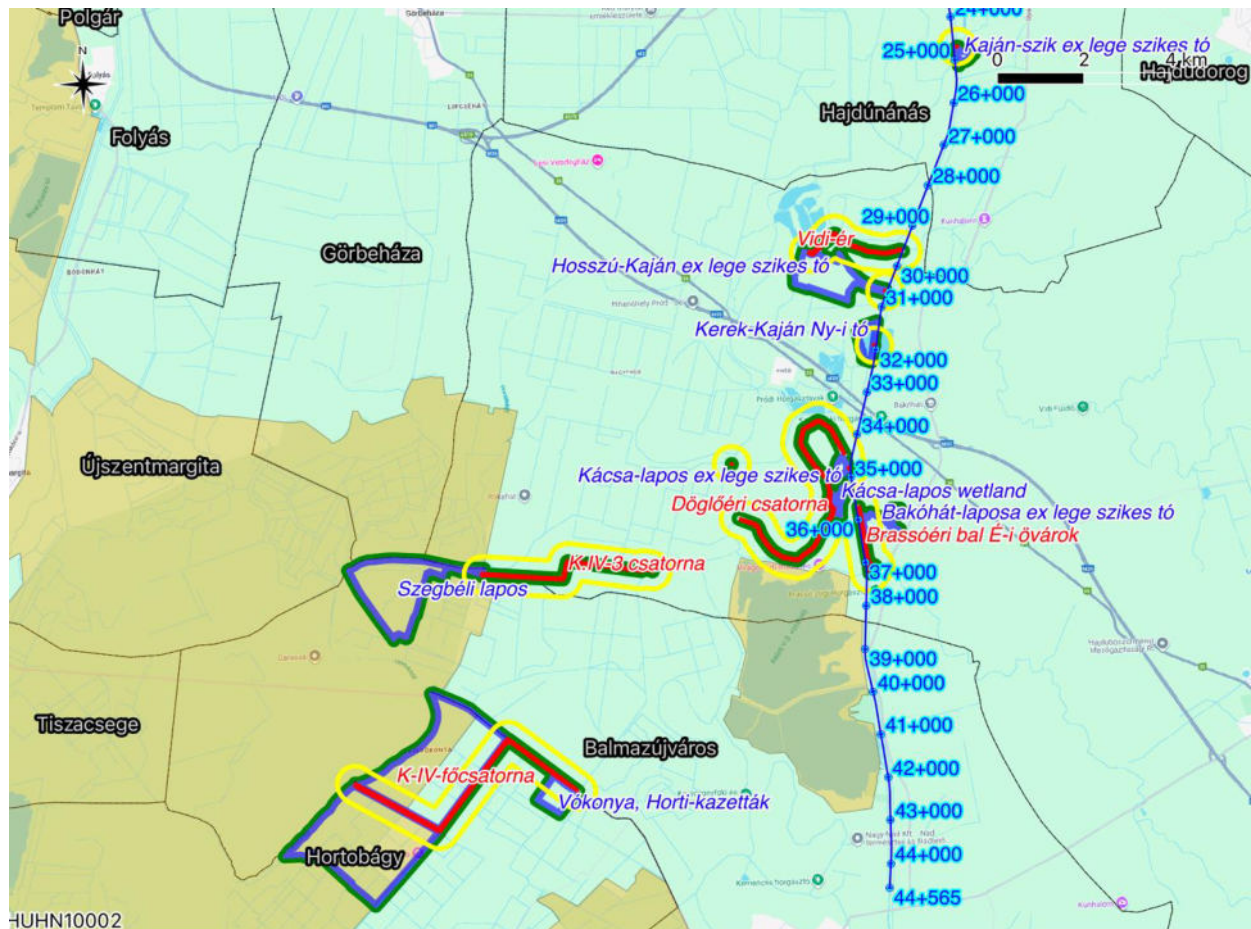 Polgár
24+000
Görbeháza
Kaján-szik ex lege szikes tó
25+000
N
0 2 4 km
Hajdúdorog
26+000
Hajdúnánás
Folyás
27+000
28+000
29+000
Vidi-ér
Görbeháza
Hosszú-Kaján ex lege szikes tó
30+000
31+000
Kerek-Kaján Ny-i tó
32+000
33+000
34+000
Újszentmargita
35+000
Kácsa-lapos ex lege szikes tó
Kácsa-lapos wetland
Döglőéri csatorna
Bakóhát-laposa ex lege szikes tó
36+000
Brassóéri bal É-i övárok
K.IV-3 csatorna
37+000
Szegbéli lapos
38+000
39+000
40+000
Tiszacsege
41+000
Balmazújváros
K-IV-főcsatorna
42+000
Vókonya, Horti-kazetták
43+000
Hortobágy
44+000
44+565
Kunhalom
HUHN10002